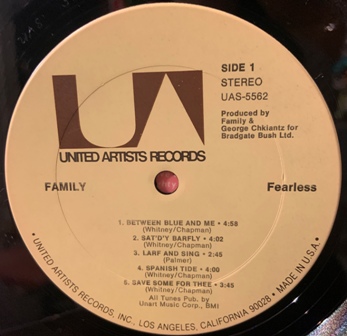 SIDE 1
STEREO
UAS-5562
Produced by
Family &
George Chkiantz for
Bradgate Bush Ltd.
UA
UNITED ARTISTS RECORDS
FAMILY
Fearless
1. BETWEEN BLUE AND ME • 4:58
(Whitney/Chapman)
2. SAT'D'Y BARFLY • 4:02
(Whitney/Chapman)
3. LARF AND SING • 2:45
(Palmer)
4. SPANISH TIDE • 4:00
(Whitney/Chapman)
5. SAVE SOME FOR THEE • 3:45
(Whitney/Chapman)
All Tunes Pub. by
Unart Music Corp., BMI
• UNITED ARTISTS RECORDS, INC., LOS ANGELES, CALIFORNIA 90028 • MADE IN U.S.A. •